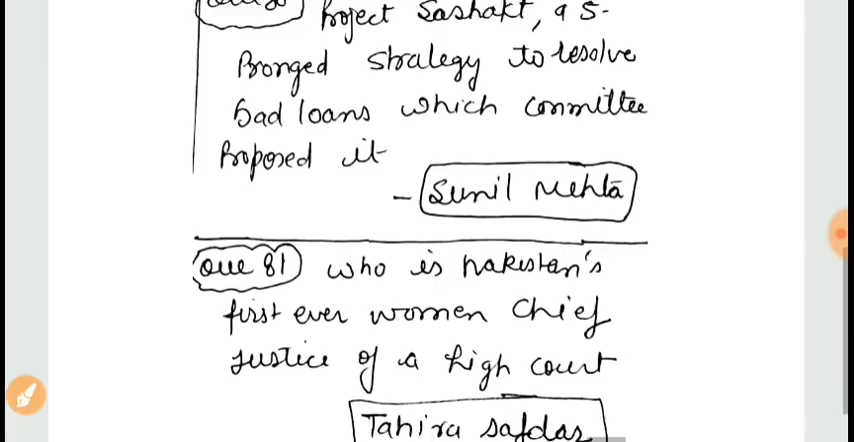 Project Sashakt, a 5-
Pronged stralegy to resolve
bad loans which committee
Proposed it
- Sunil Mehta
Que 81 who is Pakistan's
first ever women Chief
Justice of a high court
Tahira safdar